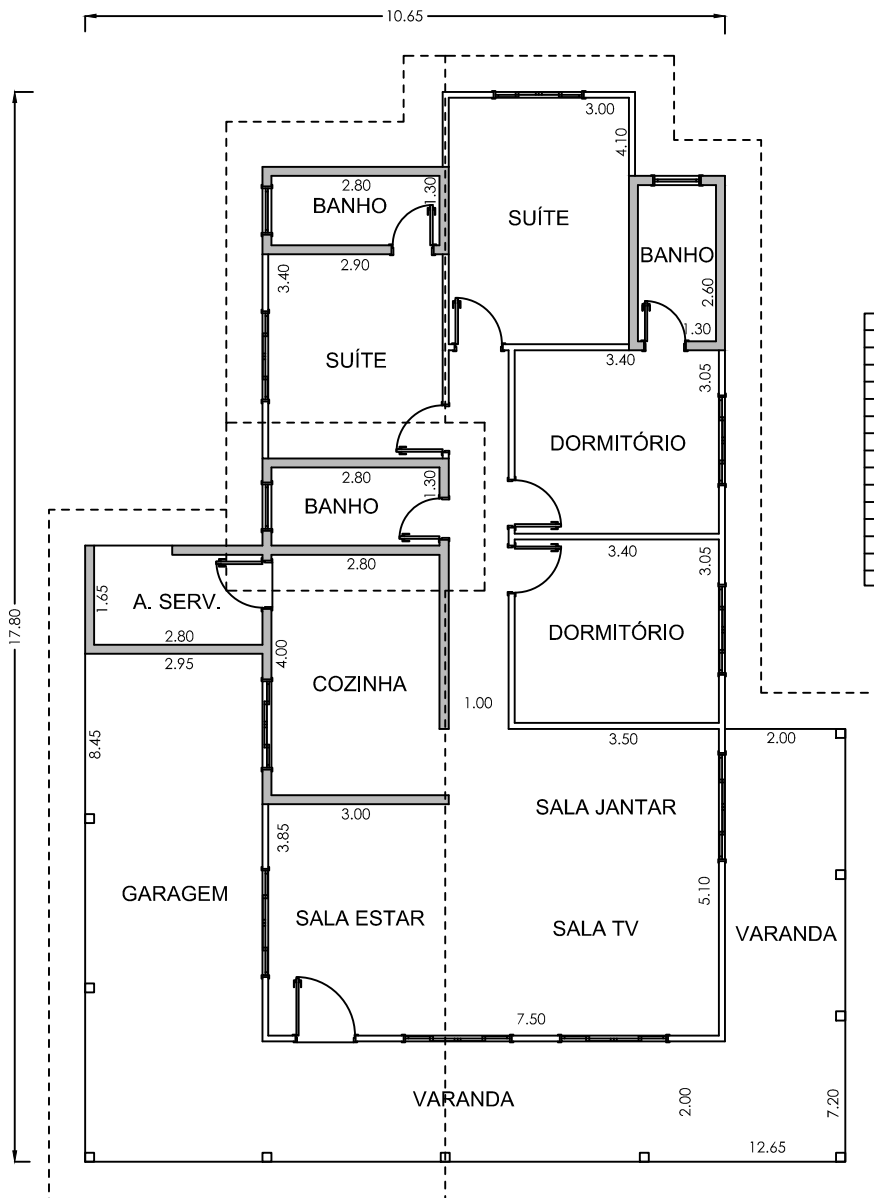 10.65
3.00
4.10
2.80
1.30
BANHO
SUÍTE
BANHO
2.90
3.40
2.60
1.30
SUÍTE
3.40
3.05
DORMITÓRIO
2.80
1.30
BANHO
2.80
3.40
3.05
1.65
A. SERV.
2.80
2.95
17.80
4.00
COZINHA
DORMITÓRIO
1.00
8.45
3.50
2.00
3.00
3.85
SALA JANTAR
GARAGEM
SALA ESTAR
5.10
SALA TV
VARANDA
7.50
VARANDA
2.00
7.20
12.65